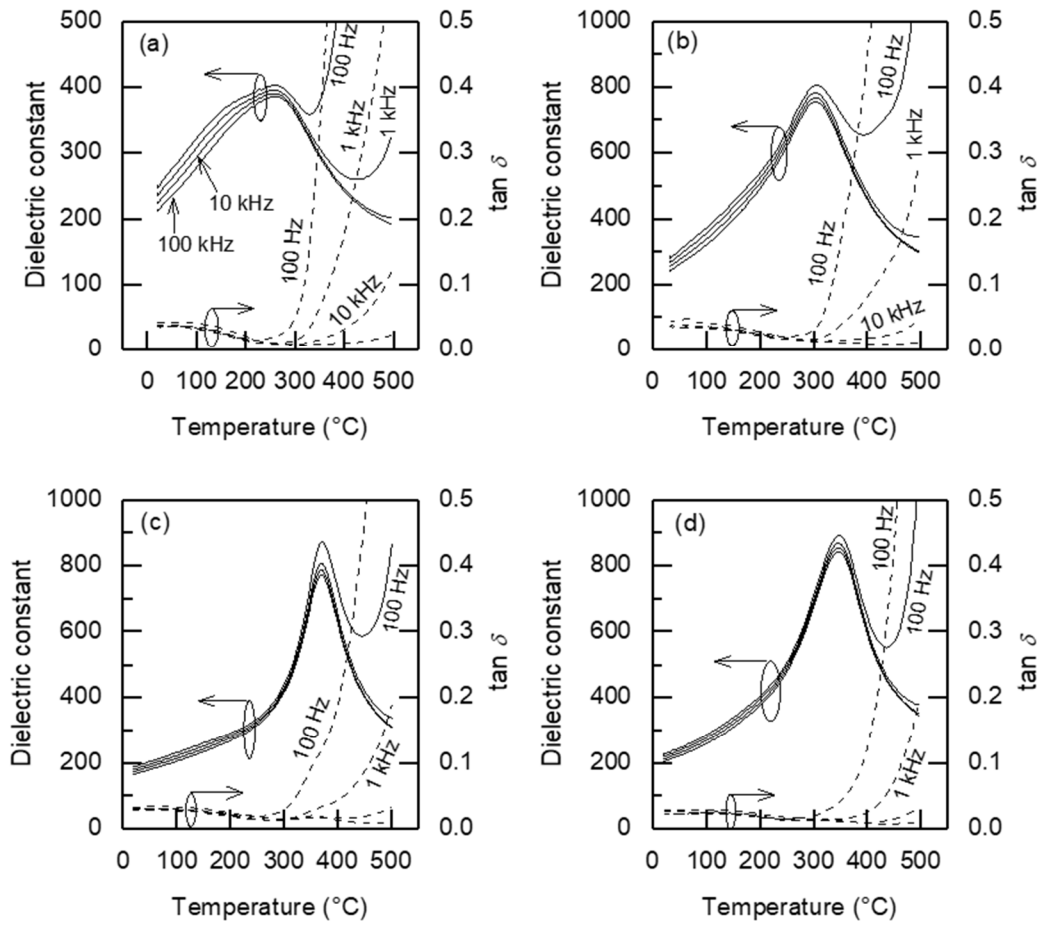 (a)
500
400
300
200
100
0
Dielectric constant
0.5
0.4
0.3
0.2
0.1
0.0
tan δ
100 Hz
1 kHz
1 kHz
10 kHz
100 kHz
100 Hz
10 kHz
0 100 200 300 400 500
Temperature (°C)
(b)
1000
800
600
400
200
0
Dielectric constant
0.5
0.4
0.3
0.2
0.1
0.0
tan δ
100 Hz
1 kHz
100 Hz
10 kHz
0 100 200 300 400 500
Temperature (°C)
(c)
1000
800
600
400
200
0
Dielectric constant
0.5
0.4
0.3
0.2
0.1
0.0
tan δ
100 Hz
100 Hz
1 kHz
0 100 200 300 400 500
Temperature (°C)
(d)
1000
800
600
400
200
0
Dielectric constant
0.5
0.4
0.3
0.2
0.1
0.0
tan δ
100 Hz
100 Hz
1 kHz
0 100 200 300 400 500
Temperature (°C)